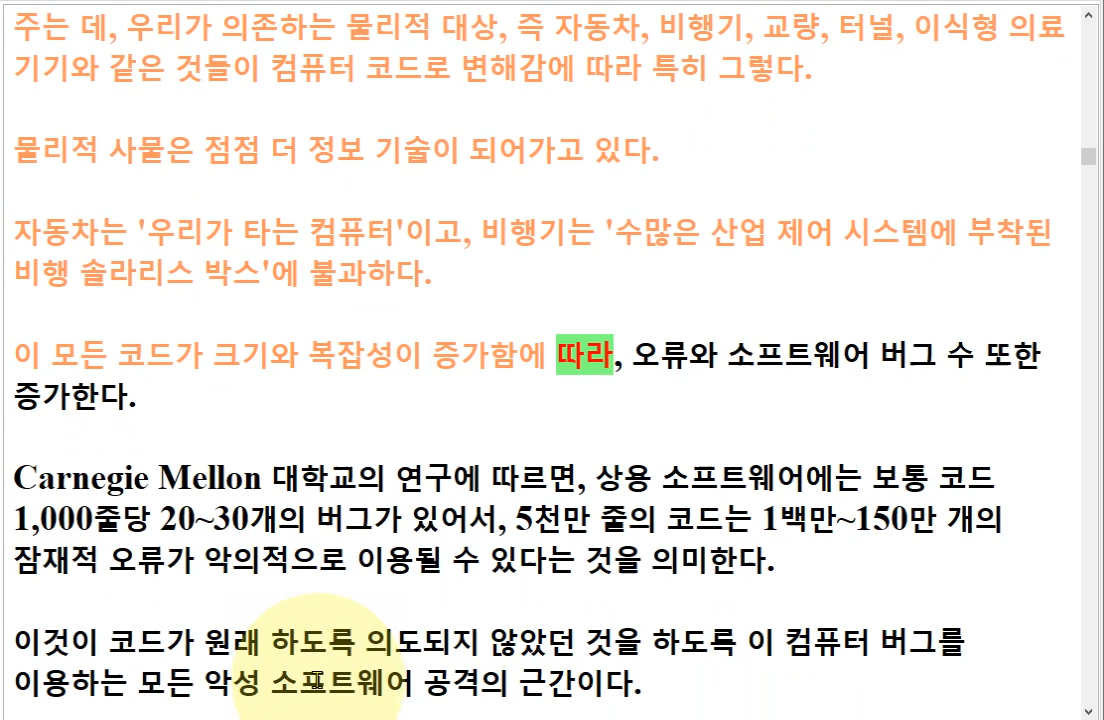 주는 데, 우리가 의존하는 물리적 대상, 즉 자동차, 비행기, 교량, 터널, 이식형 의료
기기와 같은 것들이 컴퓨터 코드로 변해감에 따라 특히 그렇다.
물리적 사물은 점점 더 정보 기술이 되어가고 있다.
자동차는 '우리가 타는 컴퓨터'이고, 비행기는 '수많은 산업 제어 시스템에 부착된
비행 솔라리스 박스'에 불과하다.
이 모든 코드가 크기와 복잡성이 증가함에 따라, 오류와 소프트웨어 버그 수 또한
증가한다.
Carnegie Mellon 대학교의 연구에 따르면, 상용 소프트웨어에는 보통 코드
1,000줄당 20~30개의 버그가 있어서, 5천만 줄의 코드는 1백만~150만 개의
잠재적 오류가 악의적으로 이용될 수 있다는 것을 의미한다.
이것이 코드가 원래 하도록 의도되지 않았던 것을 하도록 이 컴퓨터 버그를
이용하는 모든 악성 소프트웨어 공격의 근간이다.